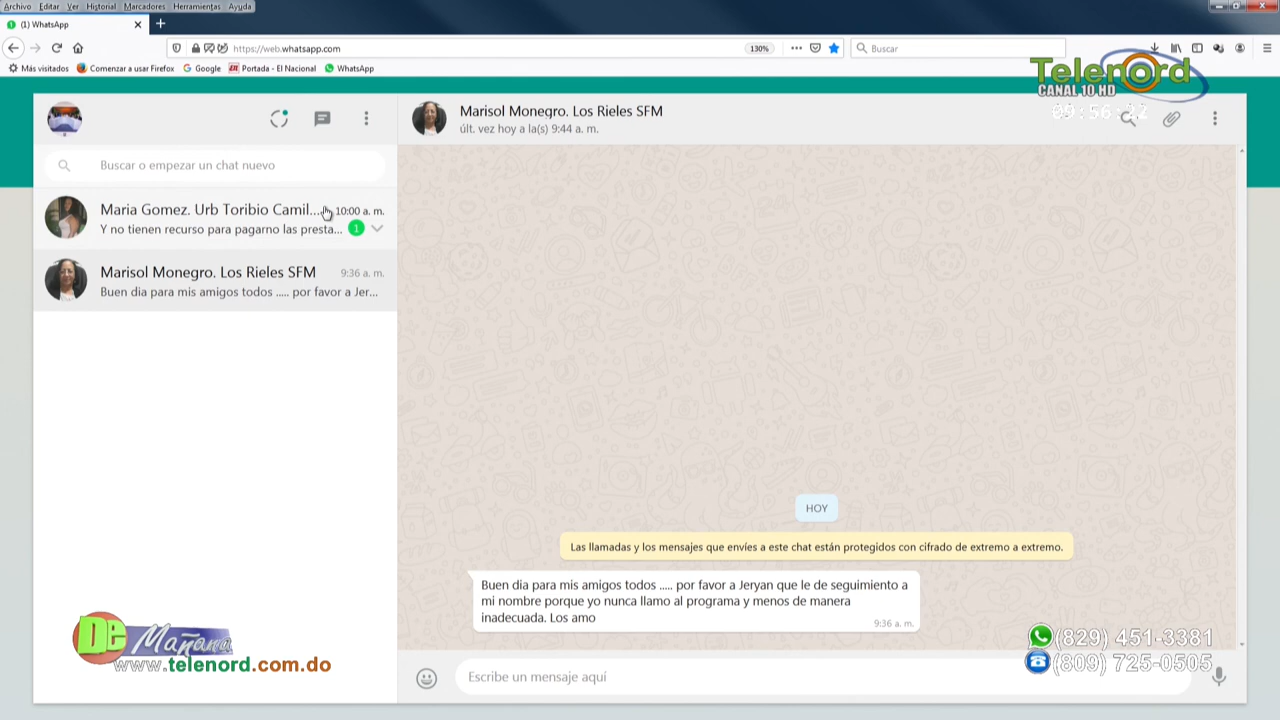 Archivo Editar Ver Historial Marcadores Herramientas Ayuda
(1) WhatsApp
https://web.whatsapp.com
130%
Buscar
Más visitados Comenzar a usar Firefox Google Portada - El Nacional WhatsApp
Telenord
CANAL 10.HD
Marisol Monegro. Los Rieles SFM
últ. vez hoy a la(s) 9:44 a. m.
Buscar o empezar un chat nuevo
Maria Gomez. Urb Toribio Camil... 10:00 a. m.
Y no tienen recurso para pagarno las presta... 1
Marisol Monegro. Los Rieles SFM 9:36 a. m.
Buen dia para mis amigos todos ..... por favor a Jer...
HOY
Las llamadas y los mensajes que envíes a este chat están protegidos con cifrado de extremo a extremo.
Buen dia para mis amigos todos ..... por favor a Jeryan que le de seguimiento a
mi nombre porque yo nunca llamo al programa y menos de manera
inadecuada. Los amo
9:36 a. m.
Escribe un mensaje aquí
De Mañana
www.telenord.com.do
(829) 451-3381
(809) 725-0505